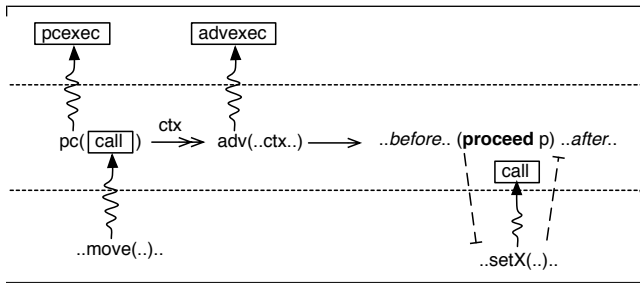 pcexec advexec
ctx
pc( call ) adv(..ctx..) ..before.. (proceed p) ..after..
call
..move(..).. ..setX(..)..